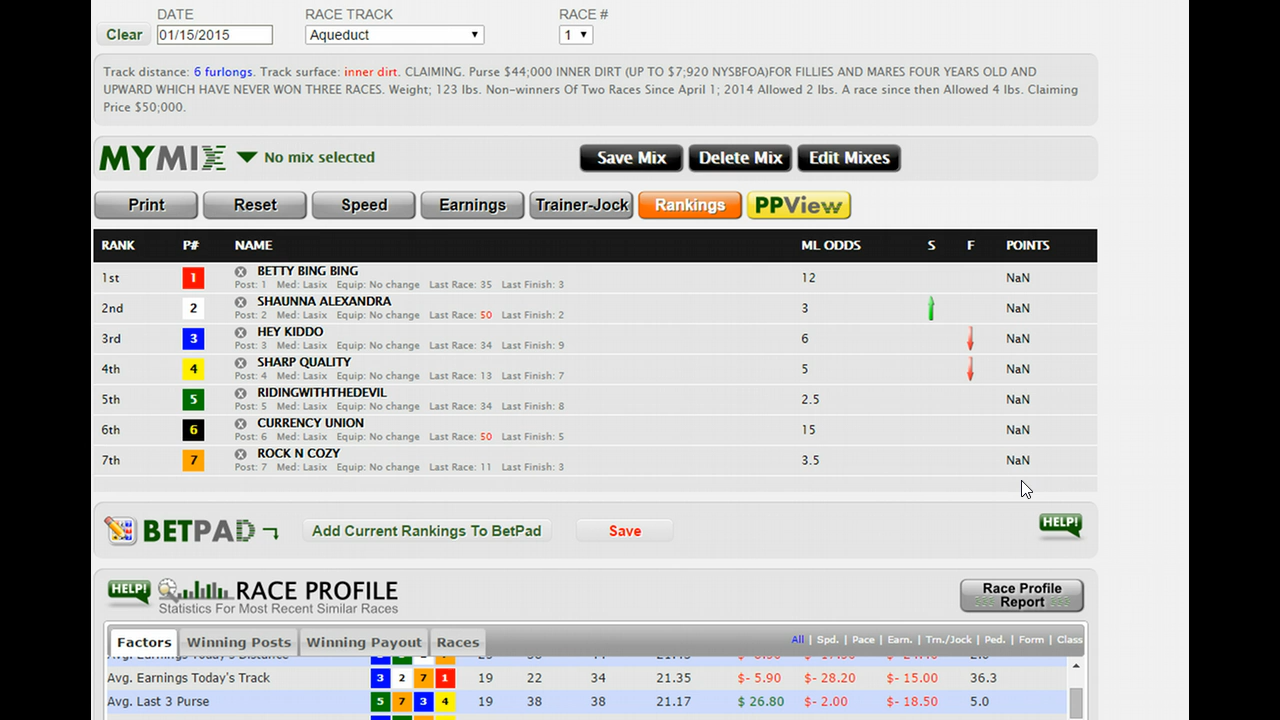 DATE RACE TRACK RACE #
Clear 01/15/2015 Aqueduct 1
Track distance: 6 furlongs. Track surface: inner dirt. CLAIMING. Purse $44;000 INNER DIRT (UP TO $7;920 NYSBFOA)FOR FILLIES AND MARES FOUR YEARS OLD AND
UPWARD WHICH HAVE NEVER WON THREE RACES. Weight; 123 lbs. Non-winners Of Two Races Since April 1; 2014 Allowed 2 lbs. A race since then Allowed 4 lbs. Claiming
Price $50;000.
MYMIX No mix selected Save Mix Delete Mix Edit Mixes
Print Reset Speed Earnings Trainer-Jock Rankings PPView
RANK P# NAME ML ODDS S F POINTS
1st 1 BETTY BING BING 12 NaN
Post: 1 Med: Lasix Equip: No change Last Race: 35 Last Finish: 3
2nd 2 SHAUNNA ALEXANDRA 3 NaN
Post: 2 Med: Lasix Equip: No change Last Race: 50 Last Finish: 2
3rd 3 HEY KIDDO 6 NaN
Post: 3 Med: Lasix Equip: No change Last Race: 34 Last Finish: 9
4th 4 SHARP QUALITY 5 NaN
Post: 4 Med: Lasix Equip: No change Last Race: 13 Last Finish: 7
5th 5 RIDINGWITHTHEDEVIL 2.5 NaN
Post: 5 Med: Lasix Equip: No change Last Race: 34 Last Finish: 8
6th 6 CURRENCY UNION 15 NaN
Post: 6 Med: Lasix Equip: No change Last Race: 50 Last Finish: 5
7th 7 ROCK N COZY 3.5 NaN
Post: 7 Med: Lasix Equip: No change Last Race: 11 Last Finish: 3
BETPAD Add Current Rankings To BetPad Save HELP!
HELP! RACE PROFILE Race Profile
Statistics For Most Recent Similar Races Report
Factors Winning Posts Winning Payout Races All | Spd. | Pace | Earn. | Trn./Jock | Ped. | Form | Class
Avg. Earnings Today's Distance
Avg. Earnings Today's Track 3 2 7 1 19 22 34 21.35 $- 5.90 $- 28.20 $- 15.00 36.3
Avg. Last 3 Purse 5 7 3 4 19 38 38 21.17 $ 26.80 $- 2.00 $- 18.50 5.0